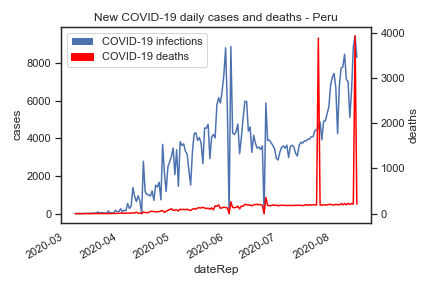 New COVID-19 daily cases and deaths - Peru
COVID-19 infections
COVID-19 deaths
cases
8000
6000
4000
2000
0
deaths
4000
3000
2000
1000
0
2020-03
2020-04
2020-05
2020-06
2020-07
2020-08
dateRep